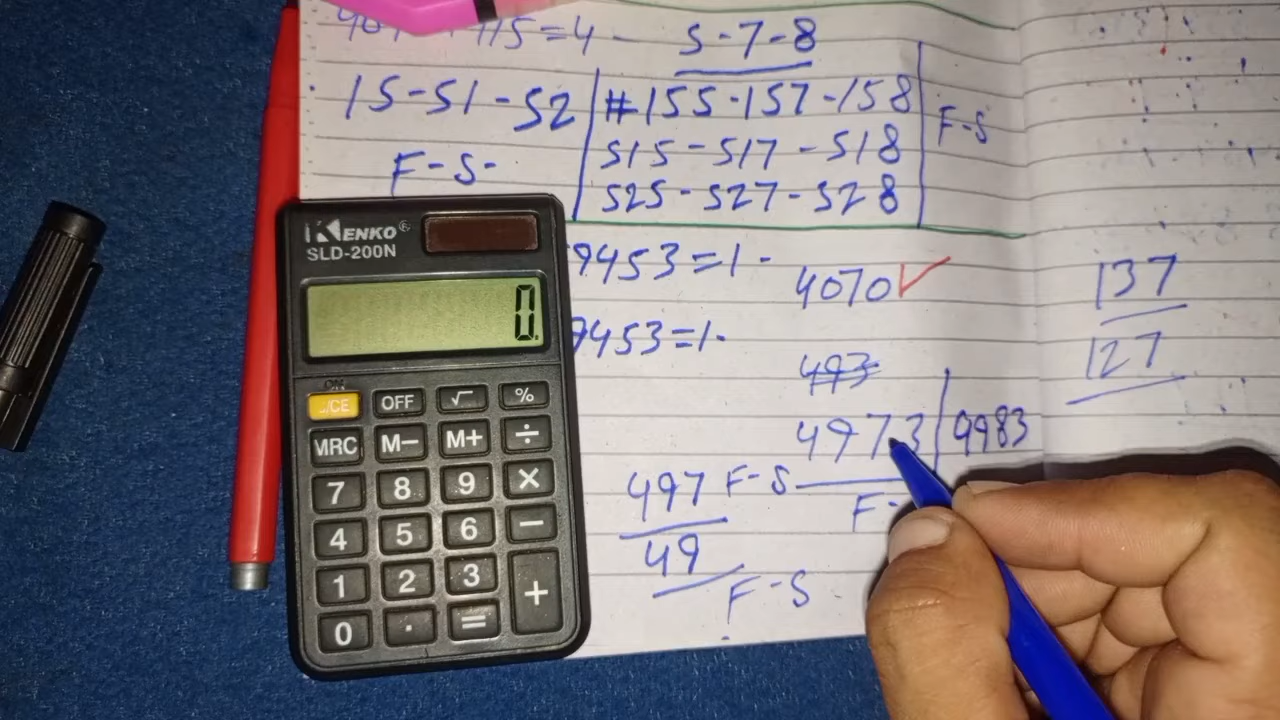 115=4- 5-7-8
15-51-52 #155-157-158 F-S
F-S- 515-517-518
525-527-528
KENKO®
SLD-200N
0.
9453=1- 4070✓ 137
7453=1- 493 127
4973 9983
497 F-S F-
49
F-S
ON
/CE OFF √ %
MRC M− M+ ÷
7 8 9 ×
4 5 6 −
1 2 3 +
0 . =